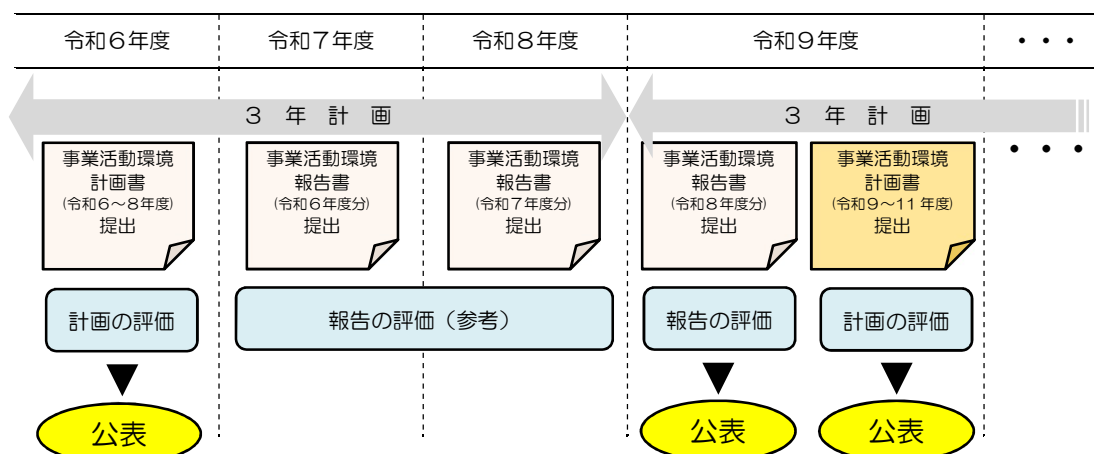 令和6年度
令和7年度
令和8年度
令和9年度
・・・
3 年 計 画
3 年 計 画
事業活動環境
計画書
(令和6～8年度)
提出
事業活動環境
報告書
(令和6年度分)
提出
事業活動環境
報告書
(令和7年度分)
提出
事業活動環境
報告書
(令和8年度分)
提出
事業活動環境
計画書
(令和9～11年度)
提出
・・・
計画の評価
報告の評価（参考）
報告の評価
計画の評価
公表
公表
公表